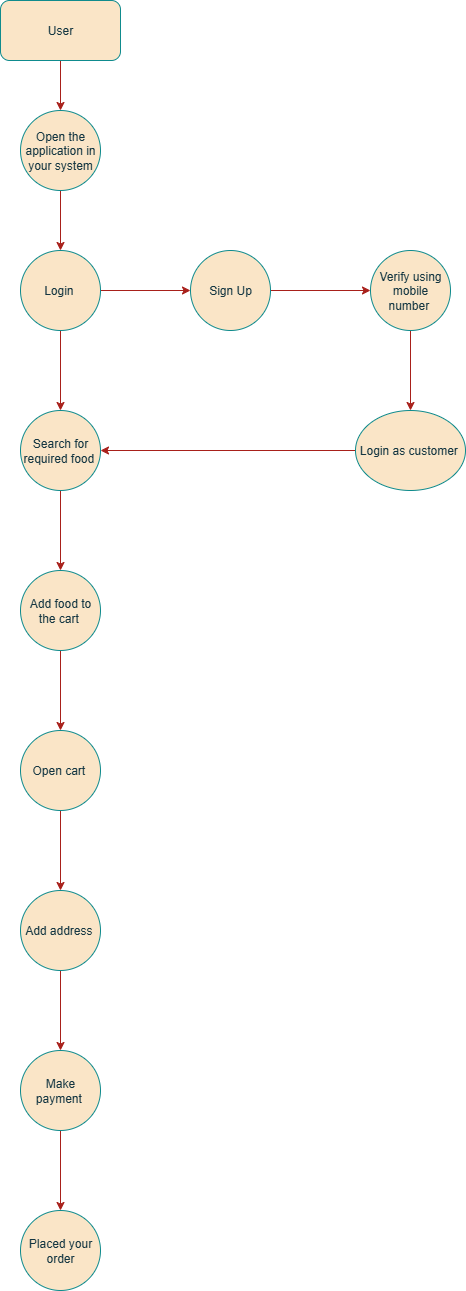 User
Open the
application in
your system
Login
Sign Up
Verify using
mobile
number
Search for
required food
Login as customer
Add food to
the cart
Open cart
Add address
Make
payment
Placed your
order